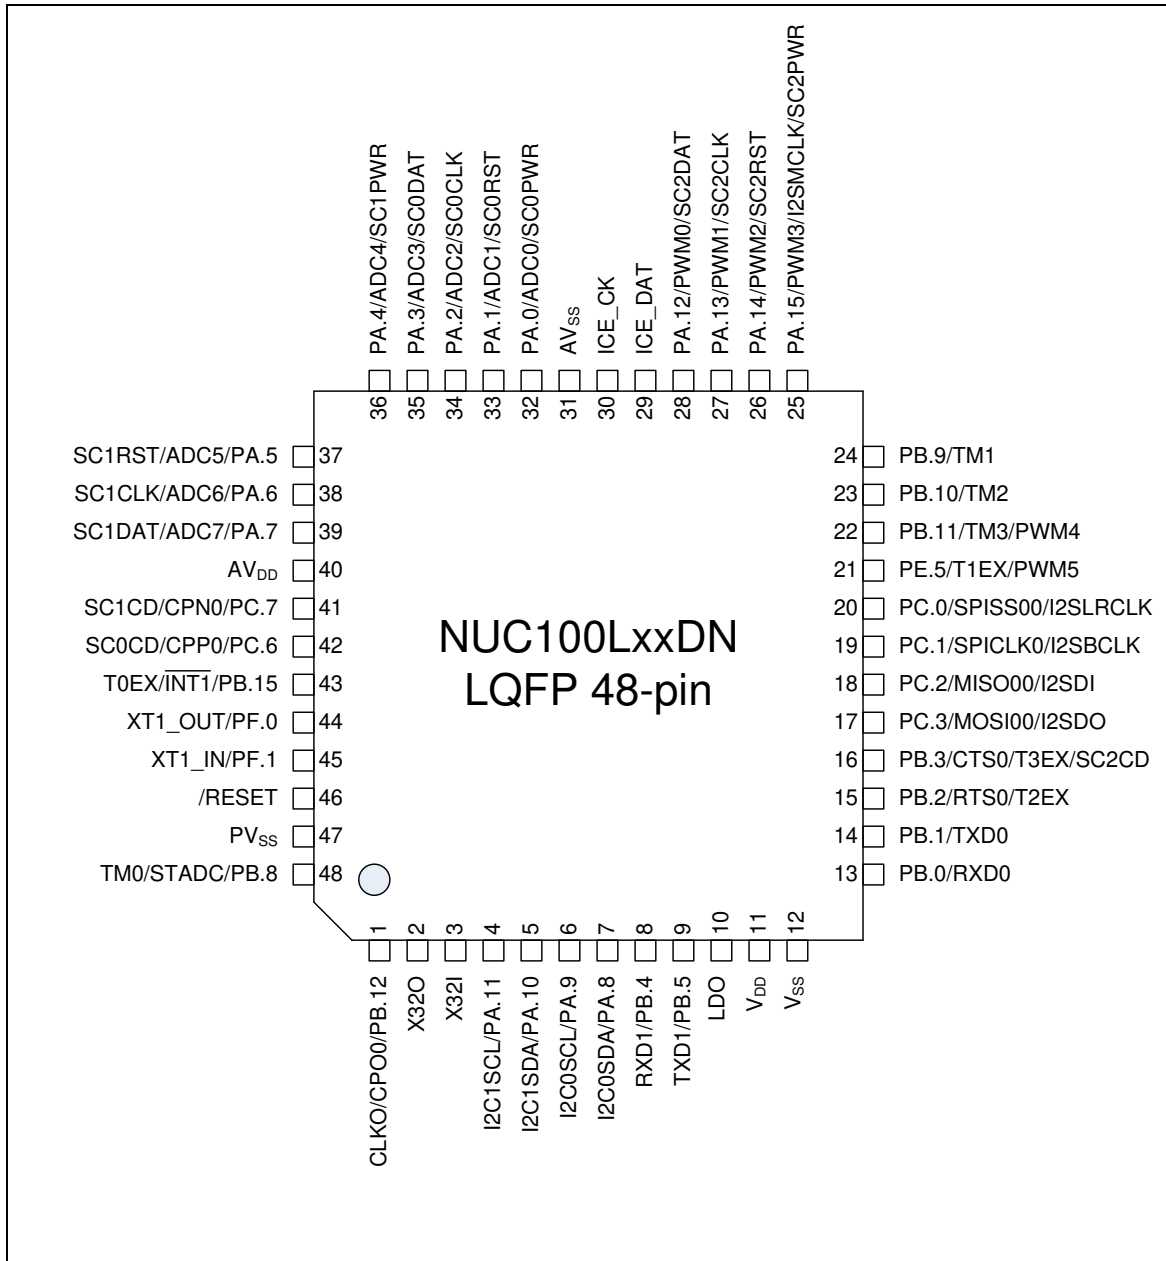 PA.4/ADC4/SC1PWR
PA.3/ADC3/SC0DAT
PA.2/ADC2/SC0CLK
PA.1/ADC1/SC0RST
PA.0/ADC0/SC0PWR
AVSS
ICE_CK
ICE_DAT
PA.12/PWM0/SC2DAT
PA.13/PWM1/SC2CLK
PA.14/PWM2/SC2RST
PA.15/PWM3/I2SMCLK/SC2PWR
36 35 34 33 32 31 30 29 28 27 26 25
SC1RST/ADC5/PA.5 37
SC1CLK/ADC6/PA.6 38
SC1DAT/ADC7/PA.7 39
AVDD 40
SC1CD/CPN0/PC.7 41
SC0CD/CPP0/PC.6 42
T0EX/INT1/PB.15 43
XT1_OUT/PF.0 44
XT1_IN/PF.1 45
/RESET 46
PVSS 47
TM0/STADC/PB.8 48
NUC100LxxDN
LQFP 48-pin
24 PB.9/TM1
23 PB.10/TM2
22 PB.11/TM3/PWM4
21 PE.5/T1EX/PWM5
20 PC.0/SPISS00/I2SLRCLK
19 PC.1/SPICLK0/I2SBCLK
18 PC.2/MISO00/I2SDI
17 PC.3/MOSI00/I2SDO
16 PB.3/CTS0/T3EX/SC2CD
15 PB.2/RTS0/T2EX
14 PB.1/TXD0
13 PB.0/RXD0
1 2 3 4 5 6 7 8 9 10 11 12
CLKO/CPO0/PB.12
X32O
X32I
I2C1SCL/PA.11
I2C1SDA/PA.10
I2C0SCL/PA.9
I2C0SDA/PA.8
RXD1/PB.4
TXD1/PB.5
LDO
VDD
VSS